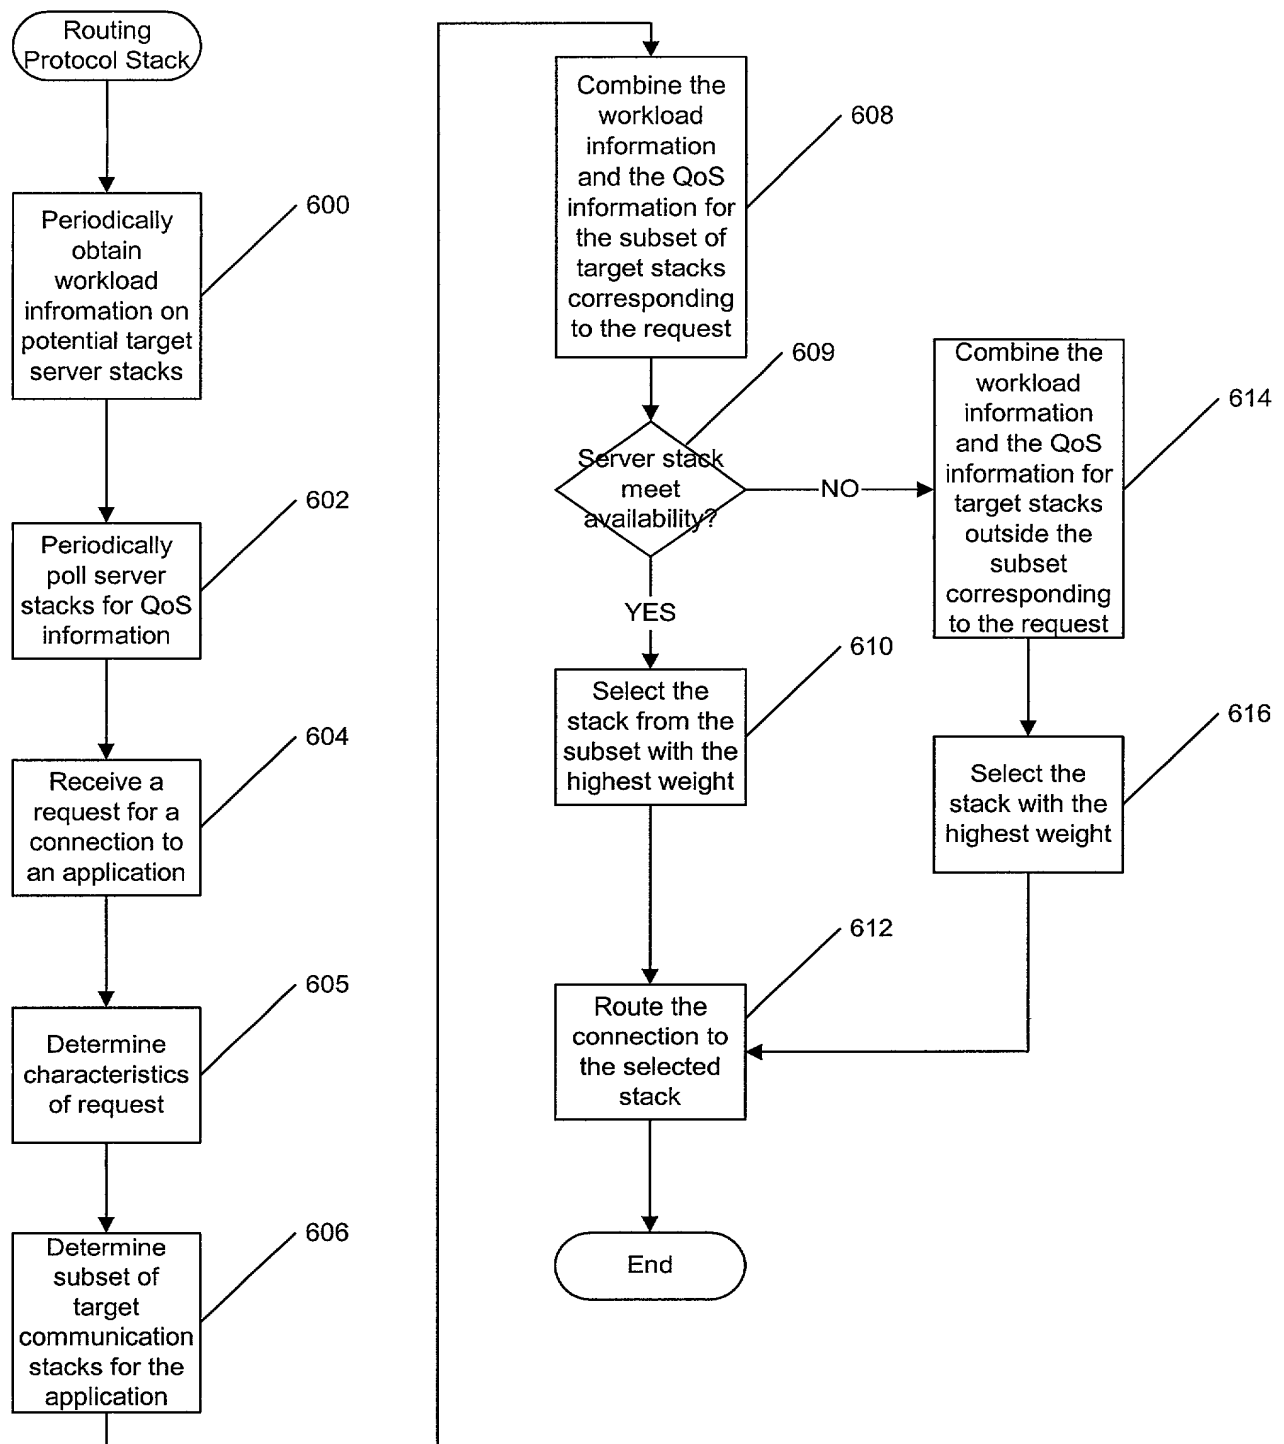 Routing
Protocol Stack
600
Periodically
obtain
workload
infromation on
potential target
server stacks
602
Periodically
poll server
stacks for QoS
information
604
Receive a
request for a
connection to
an application
605
Determine
characteristics
of request
606
Determine
subset of
target
communication
stacks for the
application
608
Combine the
workload
information
and the QoS
information for
the subset of
target stacks
corresponding
to the request
609
Server stack
meet
availability?
NO
YES
614
Combine the
workload
information
and the QoS
information for
target stacks
outside the
subset
corresponding
to the request
610
Select the
stack from the
subset with the
highest weight
616
Select the
stack with the
highest weight
612
Route the
connection to
the selected
stack
End